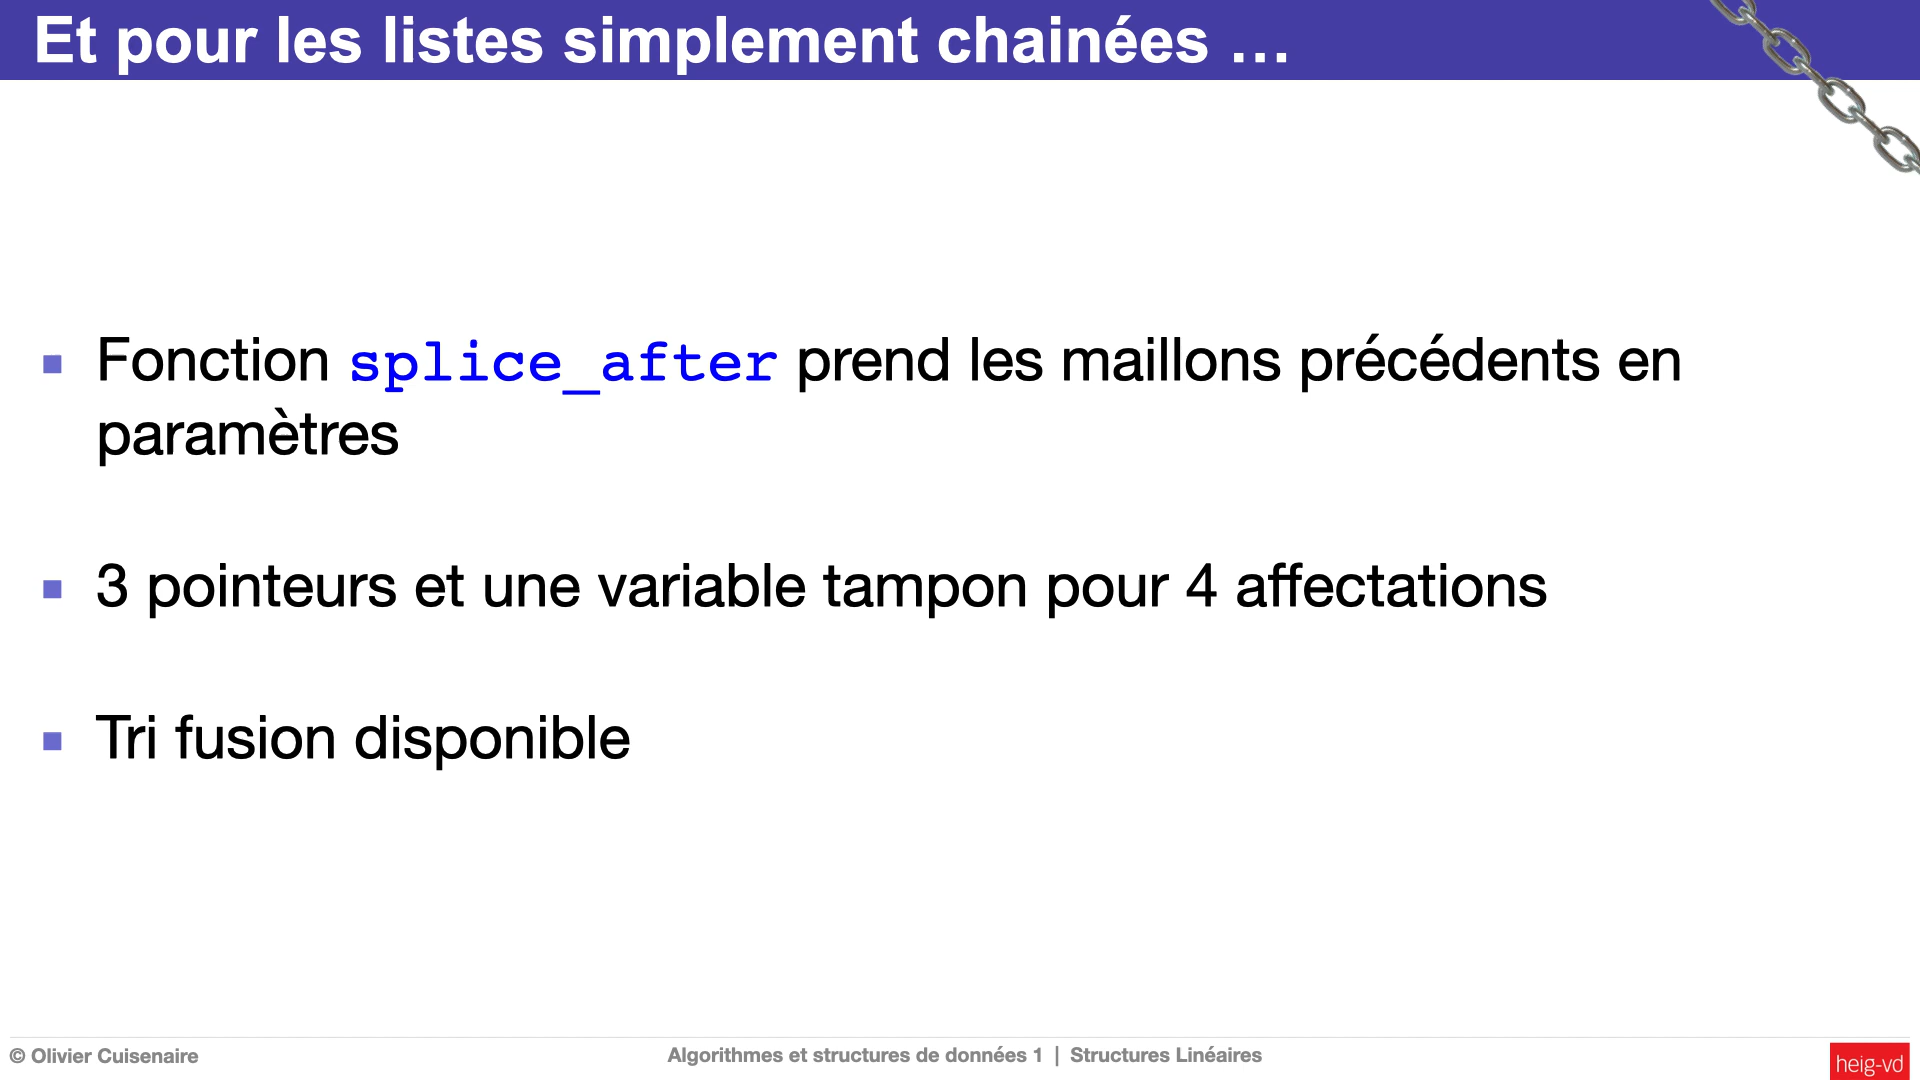 Et pour les listes simplement chainées …
Fonction splice_after prend les maillons précédents en
paramètres
3 pointeurs et une variable tampon pour 4 affectations
Tri fusion disponible
© Olivier Cuisenaire
Algorithmes et structures de données 1 | Structures Linéaires
heig-vd